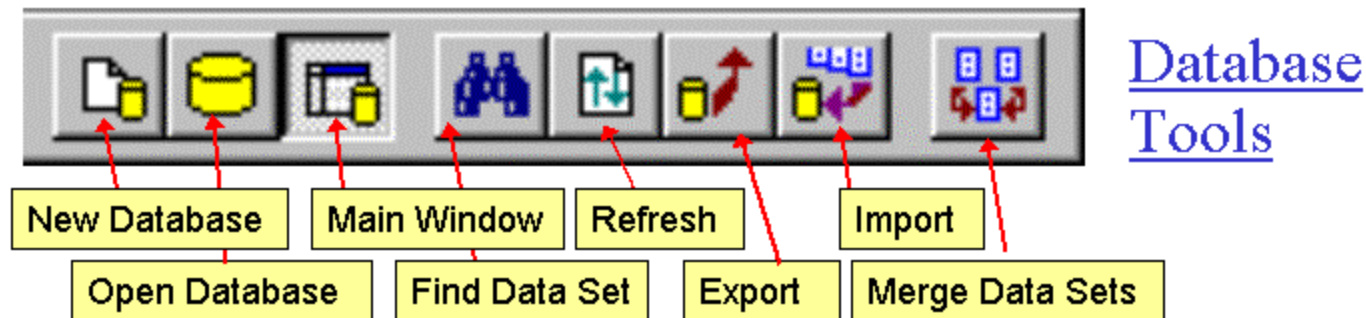 Database
Tools
New Database
Main Window
Refresh
Import
Open Database
Find Data Set
Export
Merge Data Sets